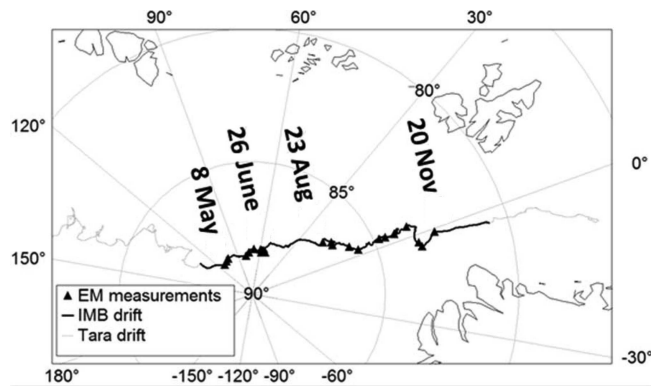 90° 60° 30°
120°
80°
8 May
26 June
23 Aug
20 Nov
0°
85°
150°
90°
▲ EM measurements
IMB drift
Tara drift
-30°
180° -150° -120° -90° -60°